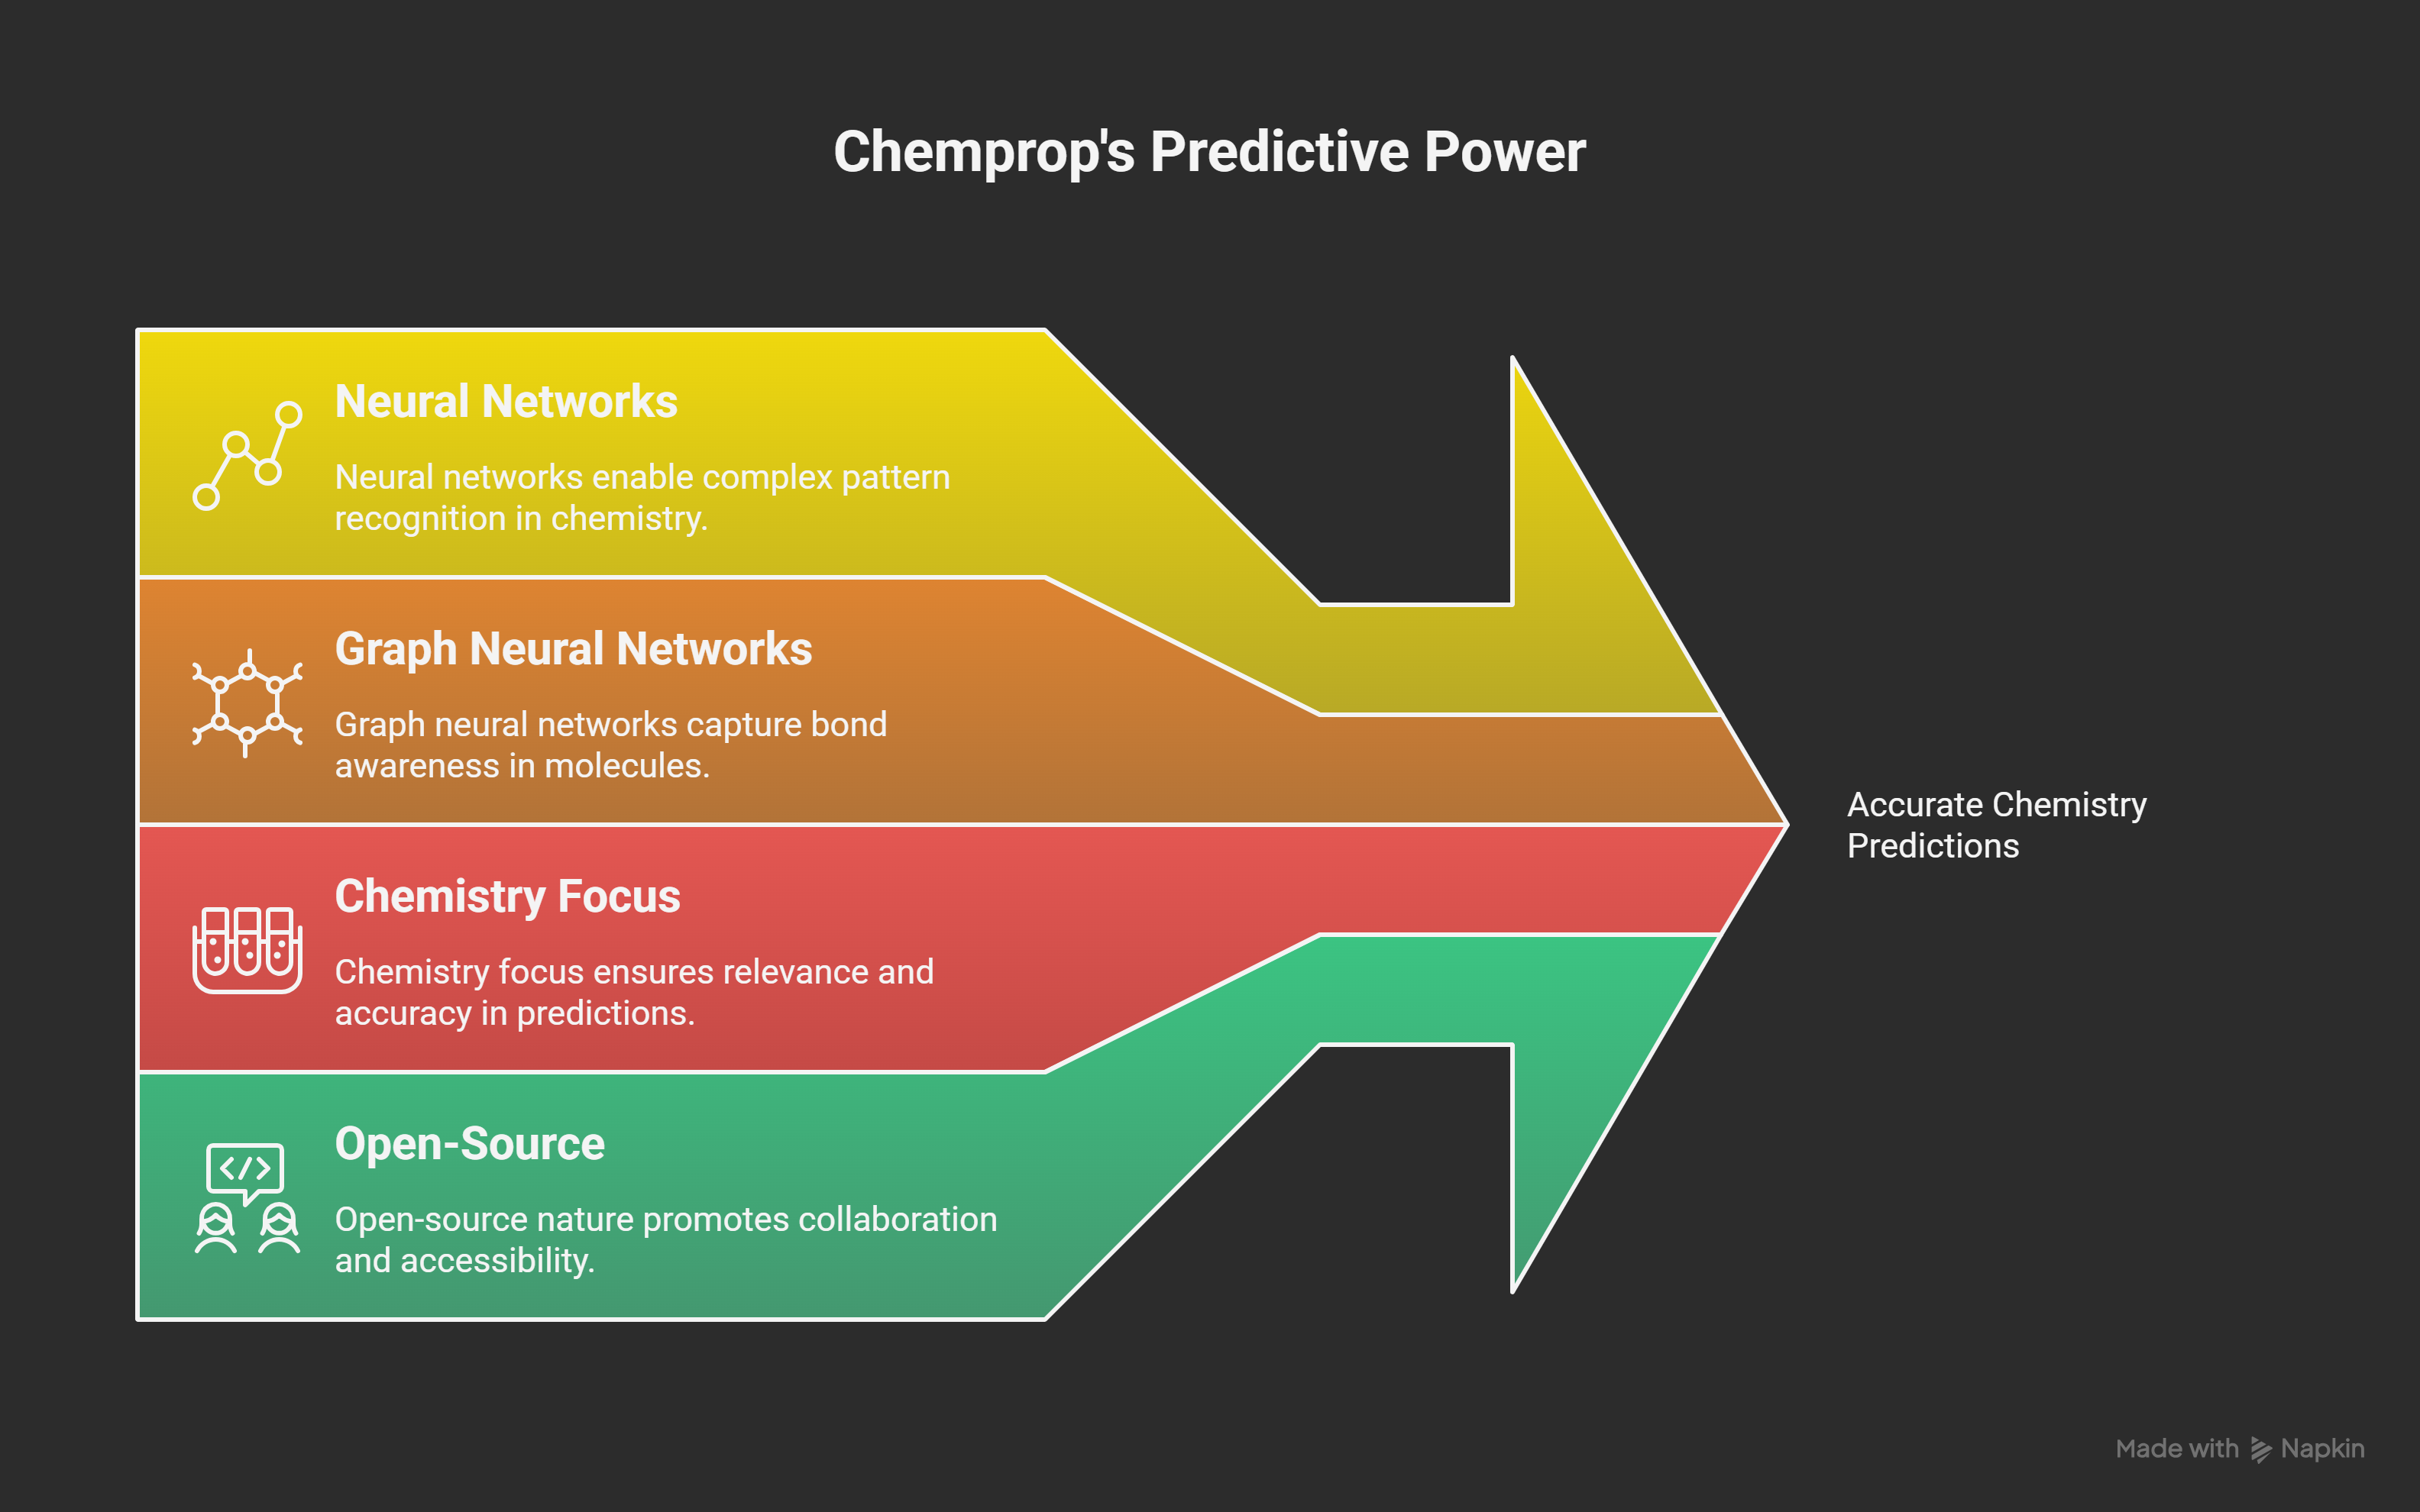 Chemprop's Predictive Power
Neural Networks
Neural networks enable complex pattern
recognition in chemistry.
Graph Neural Networks
Graph neural networks capture bond
awareness in molecules.
Chemistry Focus
Chemistry focus ensures relevance and
accuracy in predictions.
Open-Source
</>
Open-source nature promotes collaboration
and accessibility.
Accurate Chemistry
Predictions
Made with Napkin